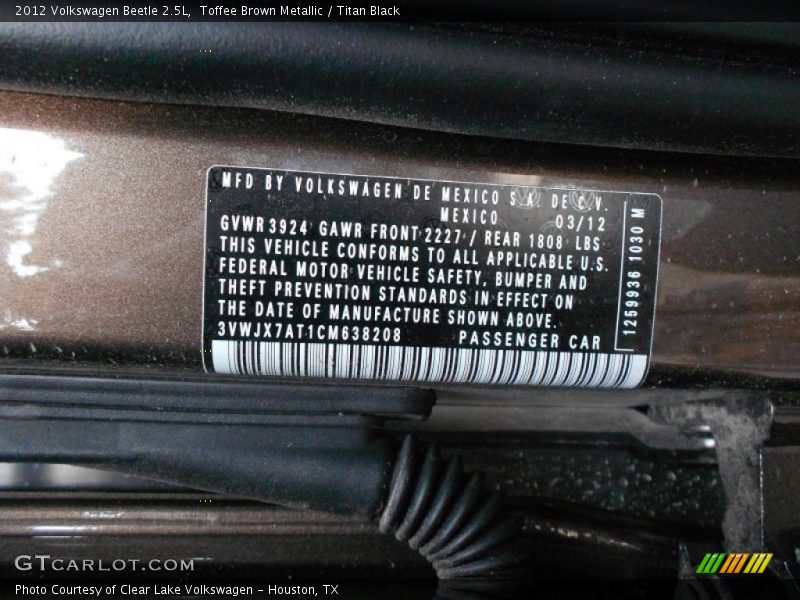 2012 Volkswagen Beetle 2.5L, Toffee Brown Metallic / Titan Black
MFD BY VOLKSWAGEN DE MEXICO S.A. DE C.V.
MEXICO 03/12
GVWR 3924 GAWR FRONT 2227 / REAR 1808 LBS
THIS VEHICLE CONFORMS TO ALL APPLICABLE U.S.
FEDERAL MOTOR VEHICLE SAFETY, BUMPER AND
THEFT PREVENTION STANDARDS IN EFFECT ON
THE DATE OF MANUFACTURE SHOWN ABOVE.
3VWJX7AT1CM638208 PASSENGER CAR
1259936 1030 M
GTCARLOT.COM
Photo Courtesy of Clear Lake Volkswagen - Houston, TX